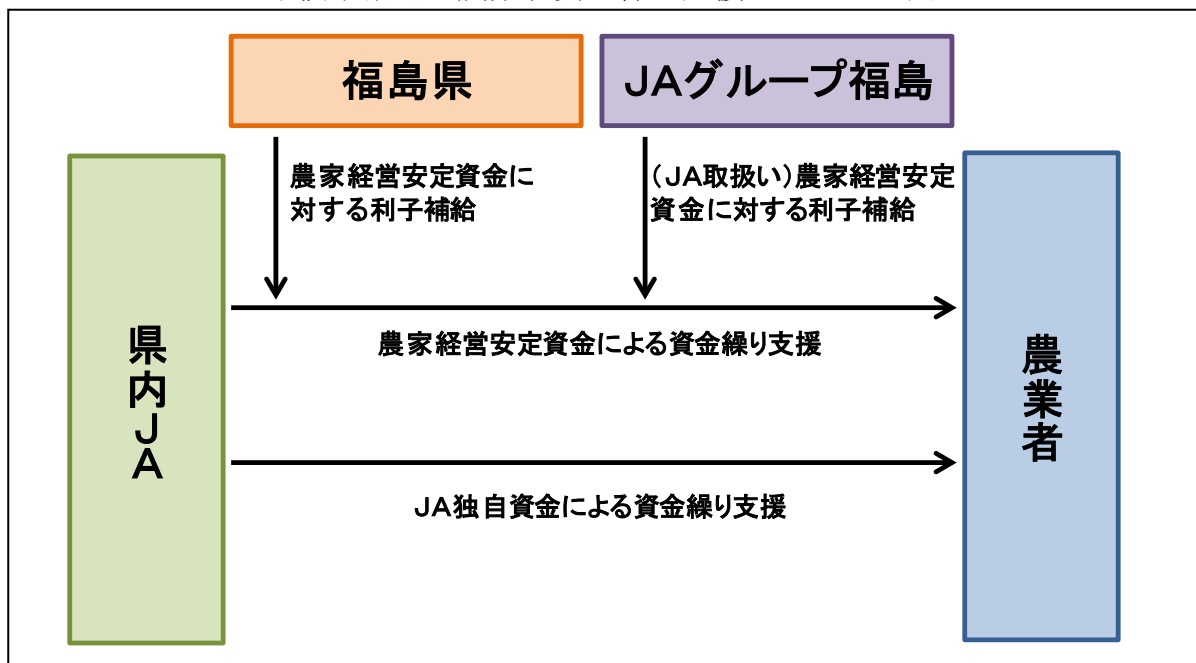 福島県
JAグループ福島
農家経営安定資金に
対する利子補給
(JA取扱い)農家経営安定
資金に対する利子補給
県内JA
農家経営安定資金による資金繰り支援
農業者
JA独自資金による資金繰り支援